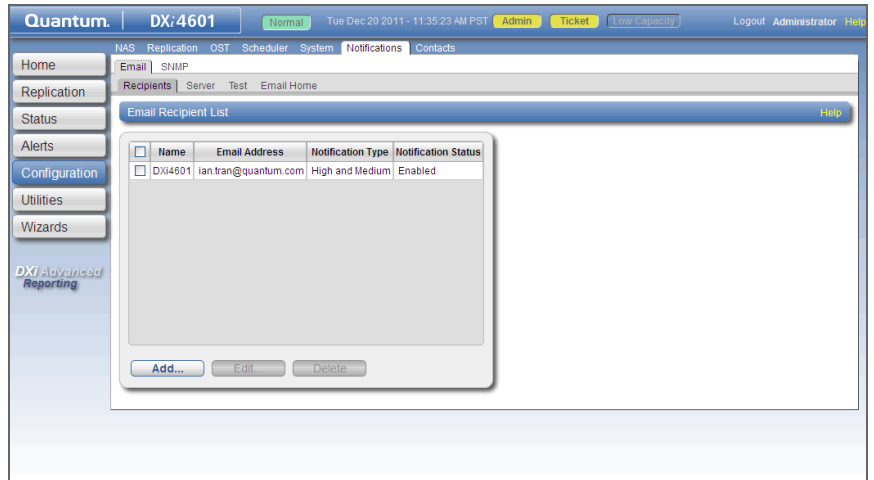 Quantum. DXi4601 Normal Tue Dec 20 2011 - 11:35:23 AM PST Admin Ticket Low Capacity Logout Administrator Help
NAS Replication OST Scheduler System Notifications Contacts
Home
Email SNMP
Replication
Recipients Server Test Email Home
Status
Email Recipient List Help
Alerts
Name Email Address Notification Type Notification Status
Configuration
DXi4601 ian.tran@quantum.com High and Medium Enabled
Utilities
Wizards
DXi Advanced
Reporting
Add... Edit... Delete